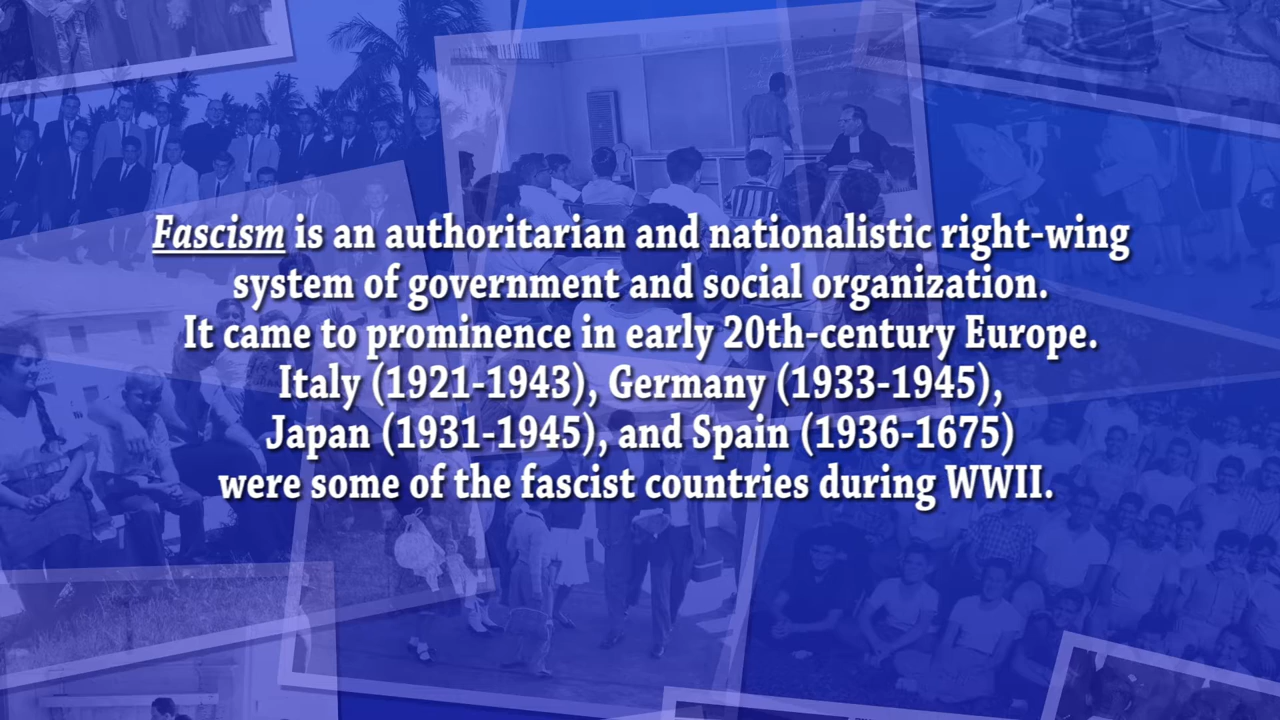 Fascism is an authoritarian and nationalistic right-wing
system of government and social organization.
It came to prominence in early 20th-century Europe.
Italy (1921-1943), Germany (1933-1945),
Japan (1931-1945), and Spain (1936-1675)
were some of the fascist countries during WWII.